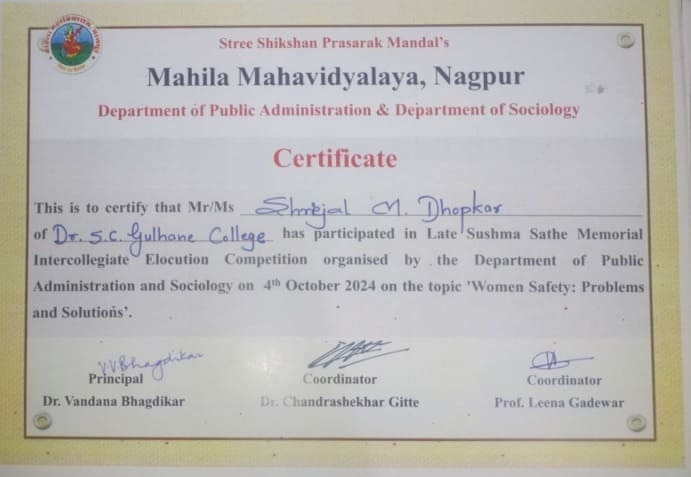 Stree Shikshan Prasarak Mandal's
Mahila Mahavidyalaya, Nagpur
Department of Public Administration & Department of Sociology
Certificate
This is to certify that Mr/Ms M. Dhopkar
of Dr. S.C. Gulhane College has participated in Late Sushma Sathe Memorial
Intercollegiate Elocution Competition organised by the Department of Public
Administration and Sociology on 4th October 2024 on the topic 'Women Safety: Problems
and Solutions'.
V.V.Bhagdikar
Principal
Coordinator
Coordinator
Dr. Vandana Bhagdikar
Dr. Chandrashekhar Gitte
Prof. Leena Gadewar